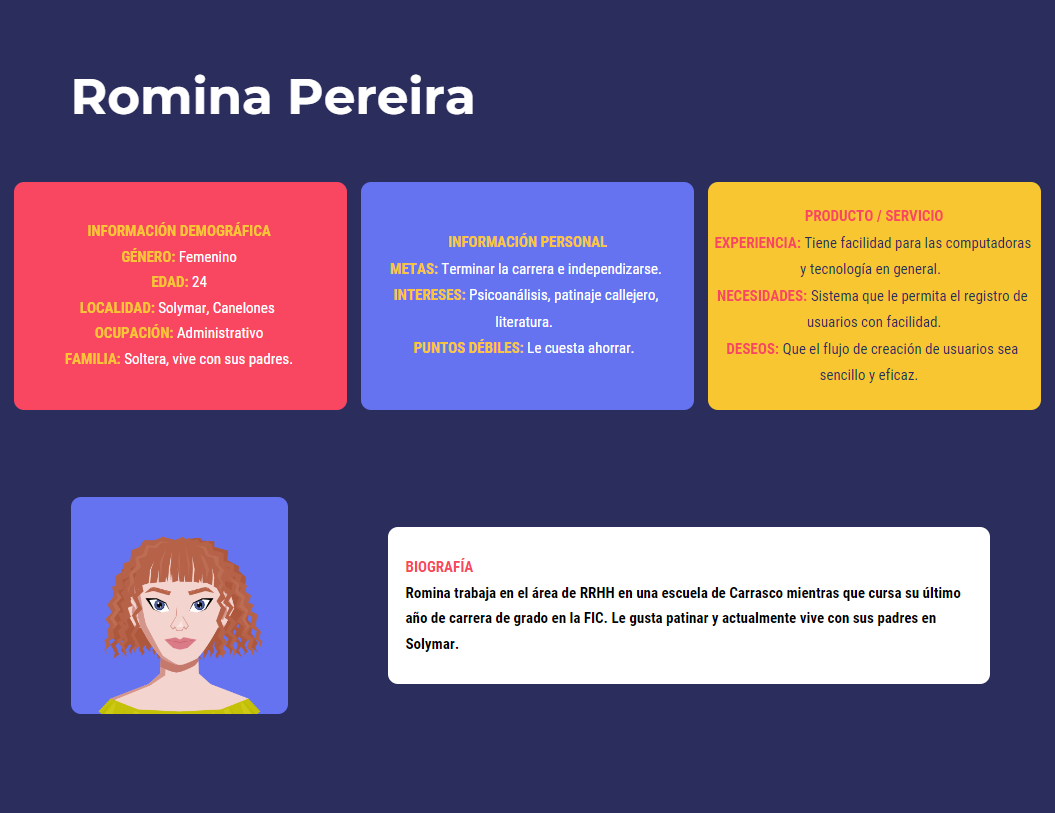 Romina Pereira
INFORMACIÓN DEMOGRÁFICA
GÉNERO: Femenino
EDAD: 24
LOCALIDAD: Solymar, Canelones
OCUPACIÓN: Administrativo
FAMILIA: Soltera, vive con sus padres.
INFORMACIÓN PERSONAL
METAS: Terminar la carrera e independizarse.
INTERESES: Psicoanálisis, patinaje callejero,
literatura.
PUNTOS DÉBILES: Le cuesta ahorrar.
PRODUCTO / SERVICIO
EXPERIENCIA: Tiene facilidad para las computadoras
y tecnología en general.
NECESIDADES: Sistema que le permita el registro de
usuarios con facilidad.
DESEOS: Que el flujo de creación de usuarios sea
sencillo y eficaz.
BIOGRAFÍA
Romina trabaja en el área de RRHH en una escuela de Carrasco mientras que cursa su último
año de carrera de grado en la FIC. Le gusta patinar y actualmente vive con sus padres en
Solymar.